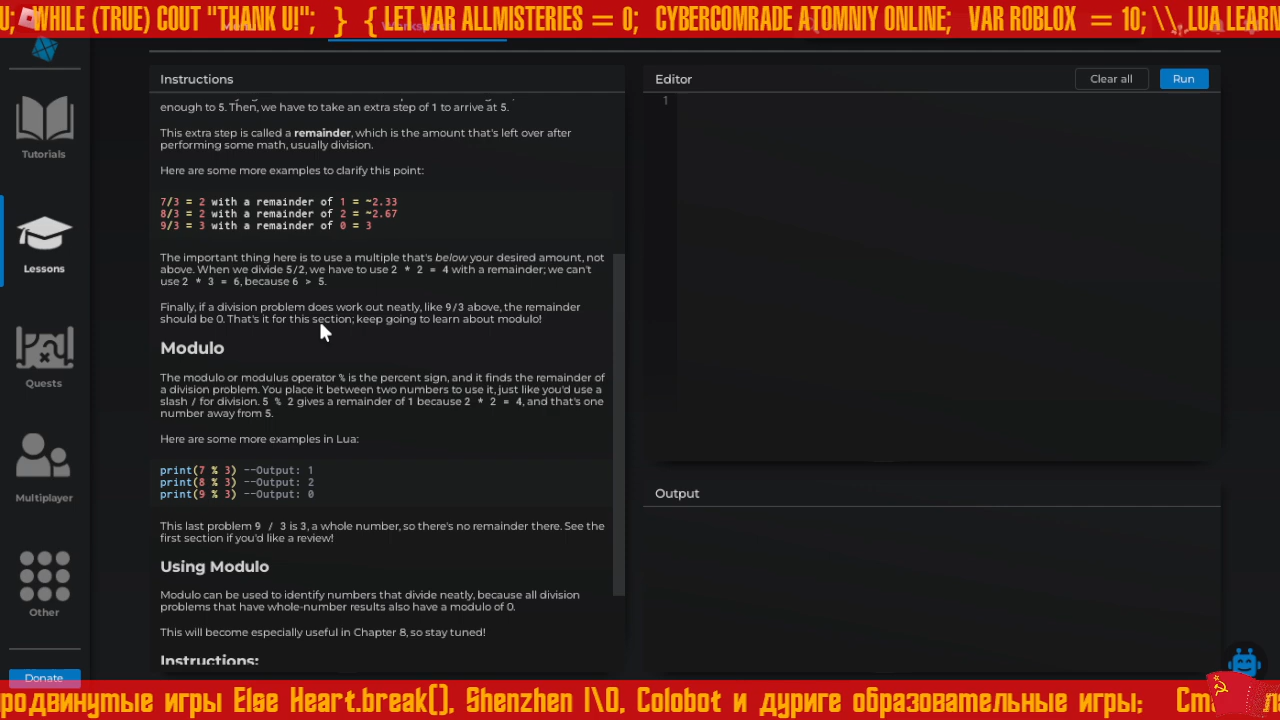 U; WHILE (TRUE) COUT "THANK U!"; } { LET VAR ALLMISTERIES = 0; CYBERCOMRADE ATOMNIY ONLINE; VAR ROBLOX = 10; \\, LUA LEARN
Instructions
enough to 5. Then, we have to take an extra step of 1 to arrive at 5.
This extra step is called a remainder, which is the amount that's left over after
performing some math, usually division.
Here are some more examples to clarify this point:
7/3 = 2 with a remainder of 1 = ~2.33
8/3 = 2 with a remainder of 2 = ~2.67
9/3 = 3 with a remainder of 0 = 3
The important thing here is to use a multiple that's below your desired amount, not
above. When we divide 5/2, we have to use 2 * 2 = 4 with a remainder; we can't
use 2 * 3 = 6, because 6 > 5.
Finally, if a division problem does work out neatly, like 9/3 above, the remainder
should be 0. That's it for this section; keep going to learn about modulo!
Modulo
The modulo or modulus operator % is the percent sign, and it finds the remainder of
a division problem. You place it between two numbers to use it, just like you'd use a
slash / for division. 5 % 2 gives a remainder of 1 because 2 * 2 = 4, and that's one
number away from 5.
Here are some more examples in Lua:
print(7 % 3) --Output: 1
print(8 % 3) --Output: 2
print(9 % 3) --Output: 0
This last problem 9 / 3 is 3, a whole number, so there's no remainder there. See the
first section if you'd like a review!
Using Modulo
Modulo can be used to identify numbers that divide neatly, because all division
problems that have whole-number results also have a modulo of 0.
This will become especially useful in Chapter 8, so stay tuned!
Instructions:
Editor
Clear all
Run
1
Output
Tutorials
Lessons
Quests
Multiplayer
Other
Donate
родвинутые игры Else Heart.break(), Shenzhen I\O, Colobot и дуриге образовательные игры;